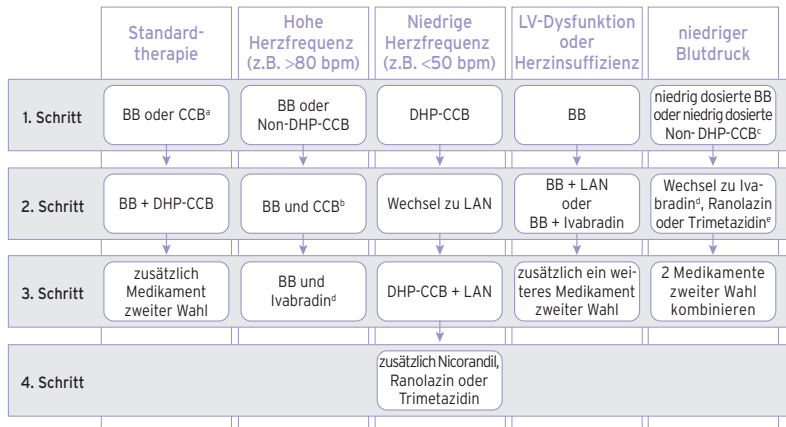 Standard-
therapie
Hohe
Herzfrequenz
(z.B. >80 bpm)
Niedrige
Herzfrequenz
(z.B. <50 bpm)
LV-Dysfunktion
oder
Herzinsuffizienz
niedriger
Blutdruck
1. Schritt
BB oder CCBᵃ
BB oder
Non-DHP-CCB
DHP-CCB
BB
niedrig dosierte BB
oder niedrig dosierte
Non- DHP-CCBᶜ
2. Schritt
BB + DHP-CCB
BB und CCBᵇ
Wechsel zu LAN
BB + LAN
oder
BB + Ivabradin
Wechsel zu Iva-
bradinᵈ, Ranolazin
oder Trimetazidinᵉ
3. Schritt
zusätzlich
Medikament
zweiter Wahl
BB und
Ivabradinᵈ
DHP-CCB + LAN
zusätzlich ein wei-
teres Medikament
zweiter Wahl
2 Medikamente
zweiter Wahl
kombinieren
4. Schritt
zusätzlich Nicorandil,
Ranolazin oder
Trimetazidin